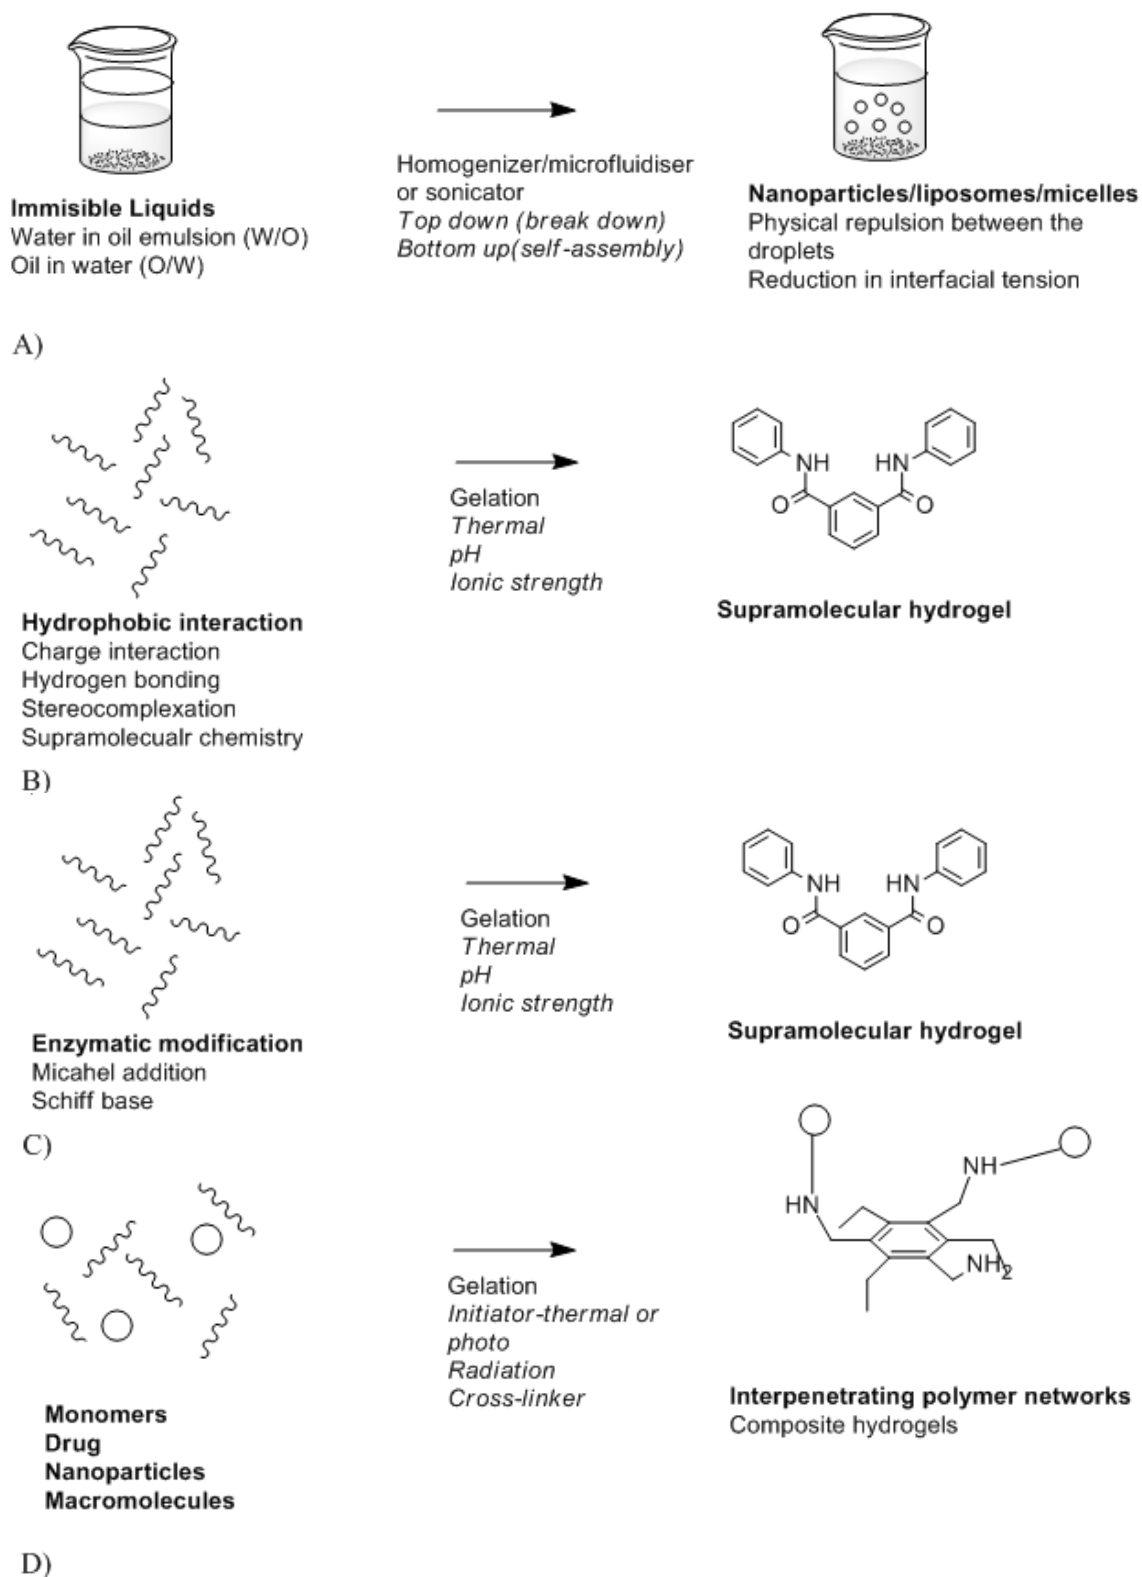 Immisible Liquids
Water in oil emulsion (W/O)
Oil in water (O/W)
Homogenizer/microfluidiser
or sonicator
Top down (break down)
Bottom up(self-assembly)
Nanoparticles/liposomes/micelles
Physical repulsion between the
droplets
Reduction in interfacial tension
A)
Hydrophobic interaction
Charge interaction
Hydrogen bonding
Stereocomplexation
Supramolecualr chemistry
Gelation
Thermal
pH
Ionic strength
NH
HN
O
O
Supramolecular hydrogel
B)
Enzymatic modification
Micahel addition
Schiff base
Gelation
Thermal
pH
Ionic strength
NH
HN
O
O
Supramolecular hydrogel
C)
Monomers
Drug
Nanoparticles
Macromolecules
Gelation
Initiator-thermal or
photo
Radiation
Cross-linker
NH
HN
NH2
Interpenetrating polymer networks
Composite hydrogels
D)